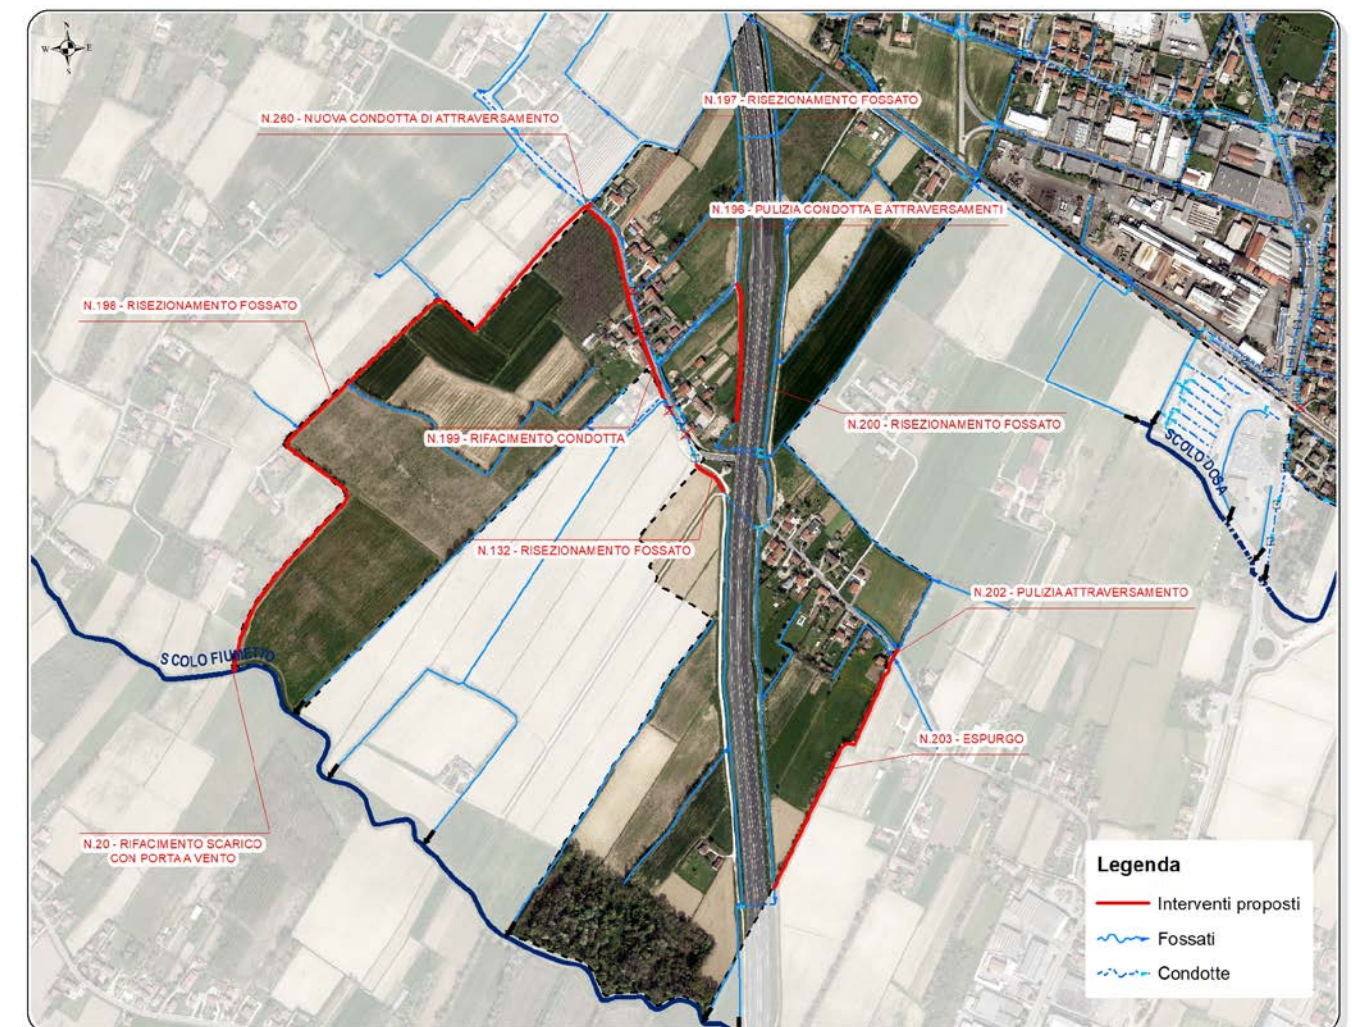 N
W E
S
N.197 - RISEZIONAMENTO FOSSATO
N.260 - NUOVA CONDOTTA DI ATTRAVERSAMENTO
N.196 - PULIZIA CONDOTTA E ATTRAVERSAMENTI
N.198 - RISEZIONAMENTO FOSSATO
N.199 - RIFACIMENTO CONDOTTA
N.200 - RISEZIONAMENTO FOSSATO
SCOLO DOSA
N.132 - RISEZIONAMENTO FOSSATO
N.202 - PULIZIA ATTRAVERSAMENTO
SCOLO FIUMETTO
N.203 - ESPURGO
N.20 - RIFACIMENTO SCARICO
CON PORTA A VENTO
Legenda
Interventi proposti
Fossati
Condotte